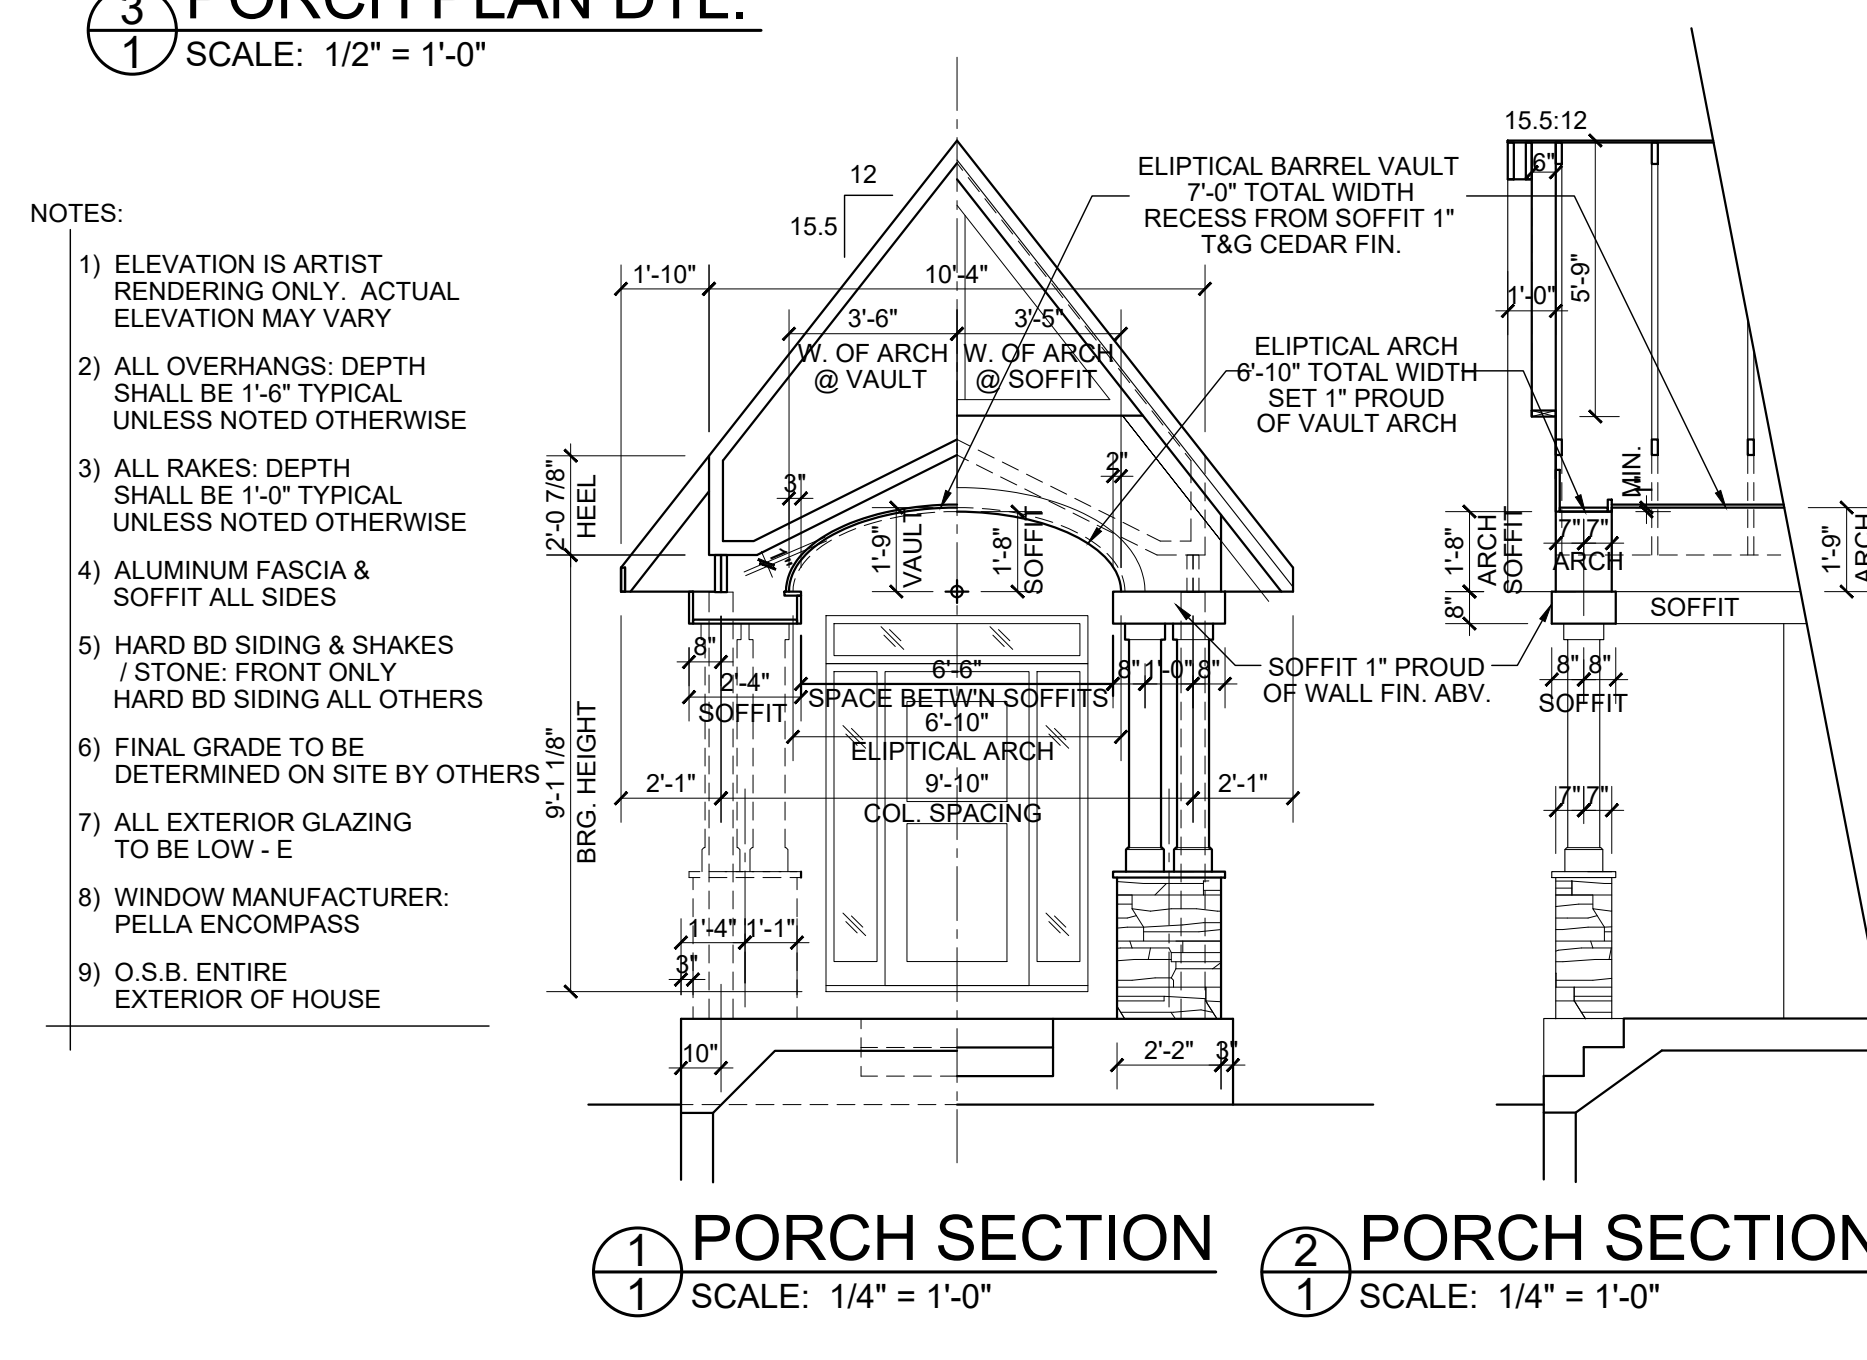 3
1
PORCH PLAN DTL.
SCALE: 1/2" = 1'-0"
NOTES:
1) ELEVATION IS ARTIST
RENDERING ONLY. ACTUAL
ELEVATION MAY VARY
2) ALL OVERHANGS: DEPTH
SHALL BE 1'-6" TYPICAL
UNLESS NOTED OTHERWISE
3) ALL RAKES: DEPTH
SHALL BE 1'-0" TYPICAL
UNLESS NOTED OTHERWISE
4) ALUMINUM FASCIA &
SOFFIT ALL SIDES
5) HARD BD SIDING & SHAKES
/ STONE: FRONT ONLY
HARD BD SIDING ALL OTHERS
6) FINAL GRADE TO BE
DETERMINED ON SITE BY OTHERS
7) ALL EXTERIOR GLAZING
TO BE LOW - E
8) WINDOW MANUFACTURER:
PELLA ENCOMPASS
9) O.S.B. ENTIRE
EXTERIOR OF HOUSE
12
15.5
1'-10"
10'-4"
3'-6"
3'-5"
W. OF ARCH
@ VAULT
W. OF ARCH
@ SOFFIT
2'-0 7/8"
HEEL
3"
2"
1"
1'-9"
VAULT
1'-8"
SOFFIT
9'-1 1/8"
BRG. HEIGHT
8"
2'-4"
SOFFIT
6'-6"
SPACE BETW'N SOFFITS
8"
1'-0"
8"
6'-10"
ELIPTICAL ARCH
2'-1"
9'-10"
COL. SPACING
2'-1"
1'-4"
1'-1"
3"
10"
2'-2"
3"
ELIPTICAL BARREL VAULT
7'-0" TOTAL WIDTH
RECESS FROM SOFFIT 1"
T&G CEDAR FIN.
ELIPTICAL ARCH
6'-10" TOTAL WIDTH
SET 1" PROUD
OF VAULT ARCH
SOFFIT 1" PROUD
OF WALL FIN. ABV.
15.5:12
6"
1'-0"
5'-9"
1"
MIN.
1'-8"
ARCH
SOFFIT
8"
7"
7"
ARCH
1'-9"
ARCH
SOFFIT
8"
8"
SOFFIT
7"
7"
1
1
PORCH SECTION
SCALE: 1/4" = 1'-0"
2
1
PORCH SECTION
SCALE: 1/4" = 1'-0"